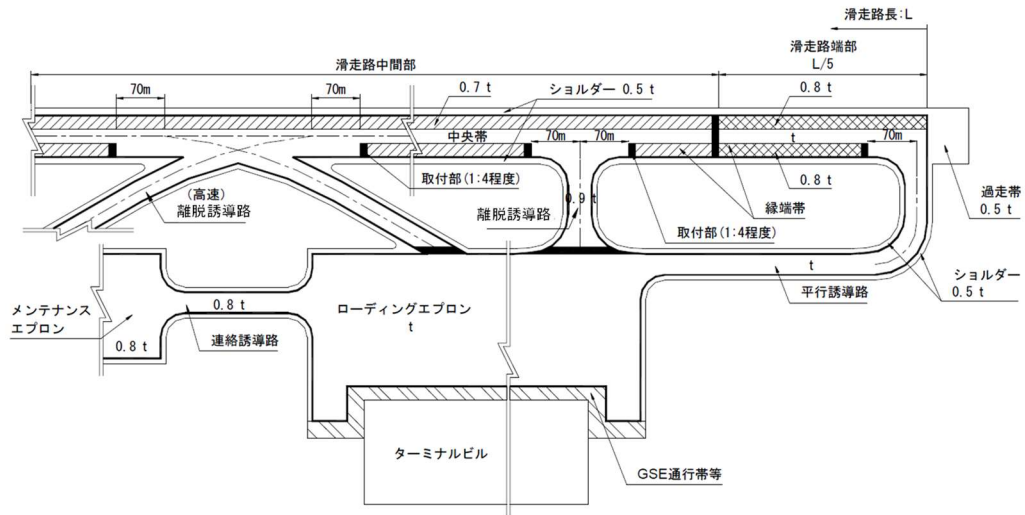 滑走路長：L
滑走路端部
L/5
滑走路中間部
70m
70m
0.7 t
ショルダー 0.5 t
0.8 t
中央帯
70m
70m
t
70m
取付部(1:4程度)
0.8 t
(高速)
離脱誘導路
0.9 t
離脱誘導路
縁端帯
過走帯
0.5 t
取付部(1:4程度)
t
ショルダー
0.5 t
平行誘導路
メンテナンス
エプロン
0.8 t
0.8 t
連絡誘導路
ローディングエプロン
t
ターミナルビル
GSE通行帯等